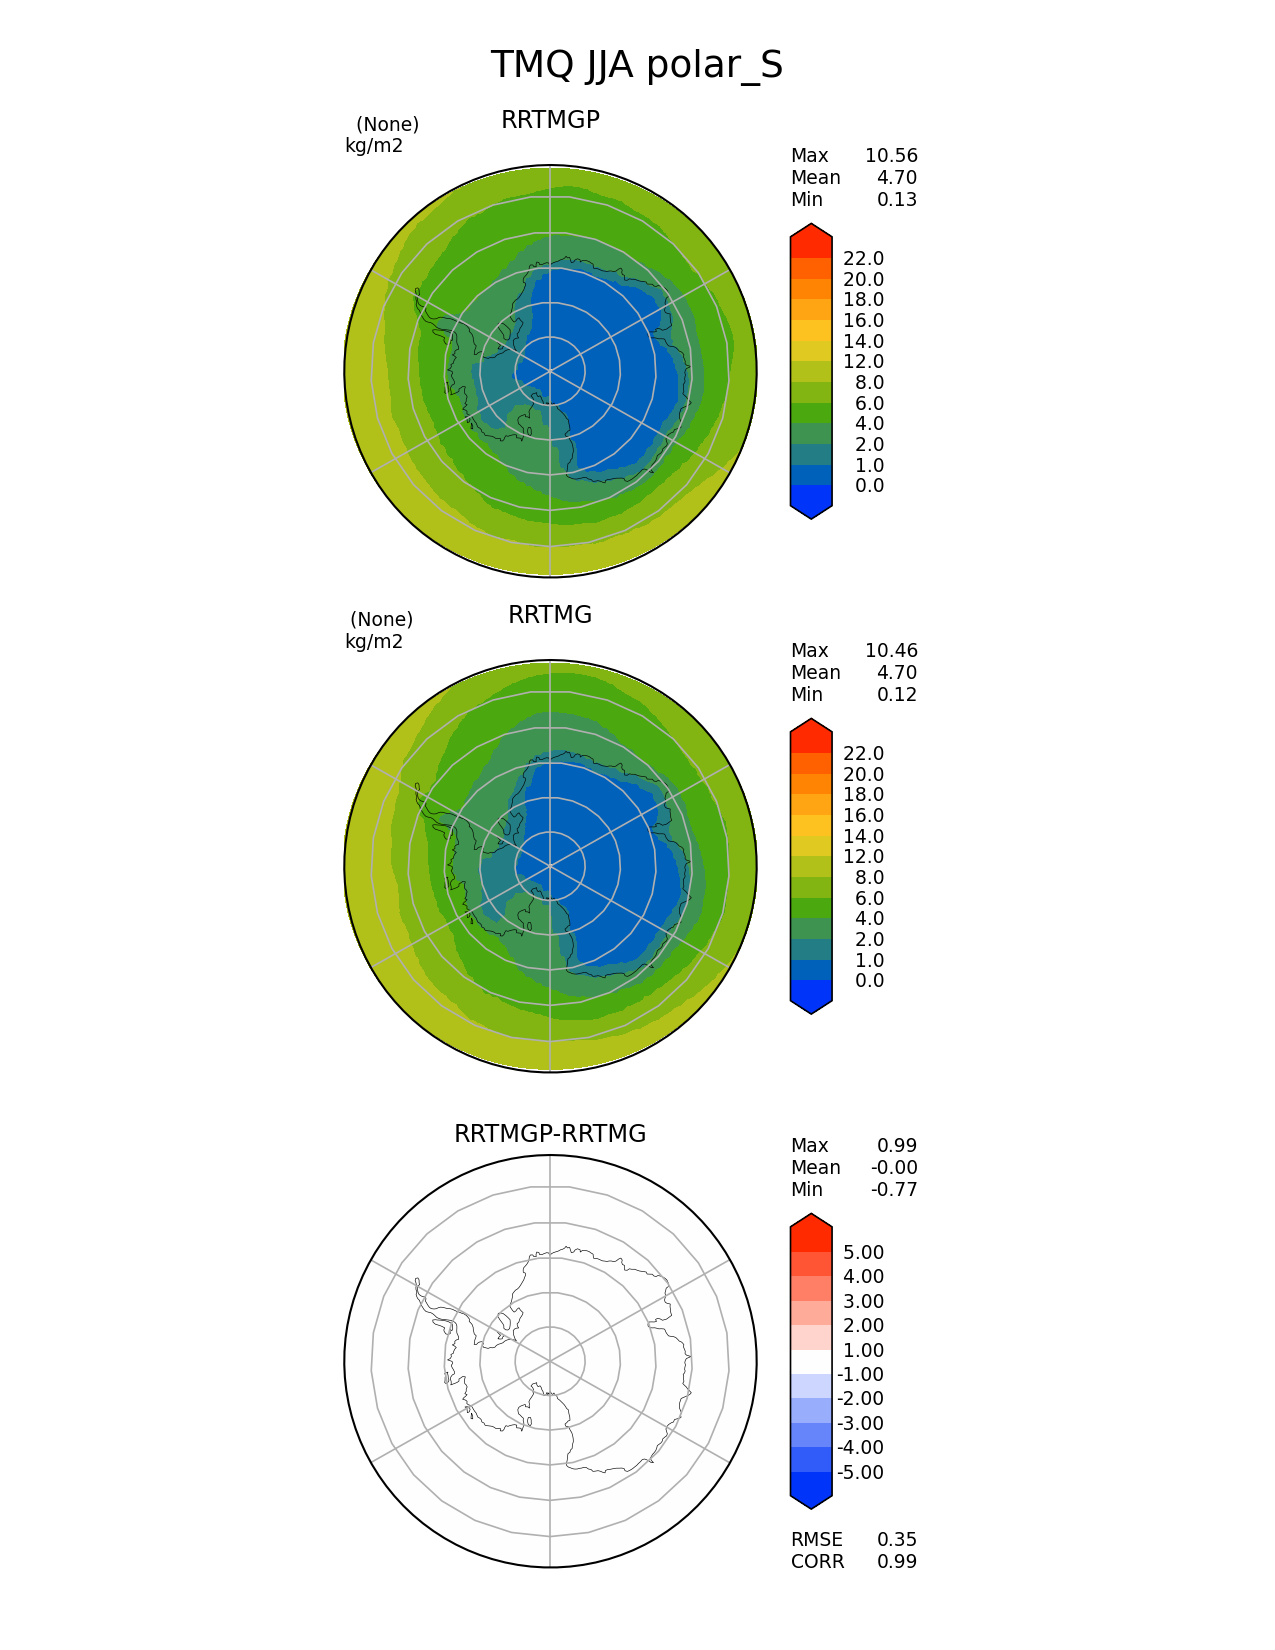 TMQ JJA polar_S
RRTMGP
(None)
kg/m2
Max 10.56
Mean 4.70
Min 0.13
22.0
20.0
18.0
16.0
14.0
12.0
8.0
6.0
4.0
2.0
1.0
0.0
RRTMG
(None)
kg/m2
Max 10.46
Mean 4.70
Min 0.12
22.0
20.0
18.0
16.0
14.0
12.0
8.0
6.0
4.0
2.0
1.0
0.0
RRTMGP-RRTMG
Max 0.99
Mean -0.00
Min -0.77
5.00
4.00
3.00
2.00
1.00
-1.00
-2.00
-3.00
-4.00
-5.00
RMSE 0.35
CORR 0.99